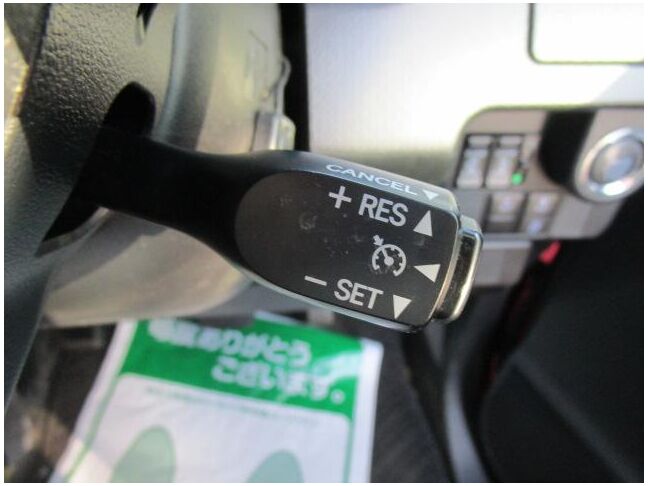 CANCEL ▼
+ RES ▲
◀
− SET ▼
ありがとう
ございます。